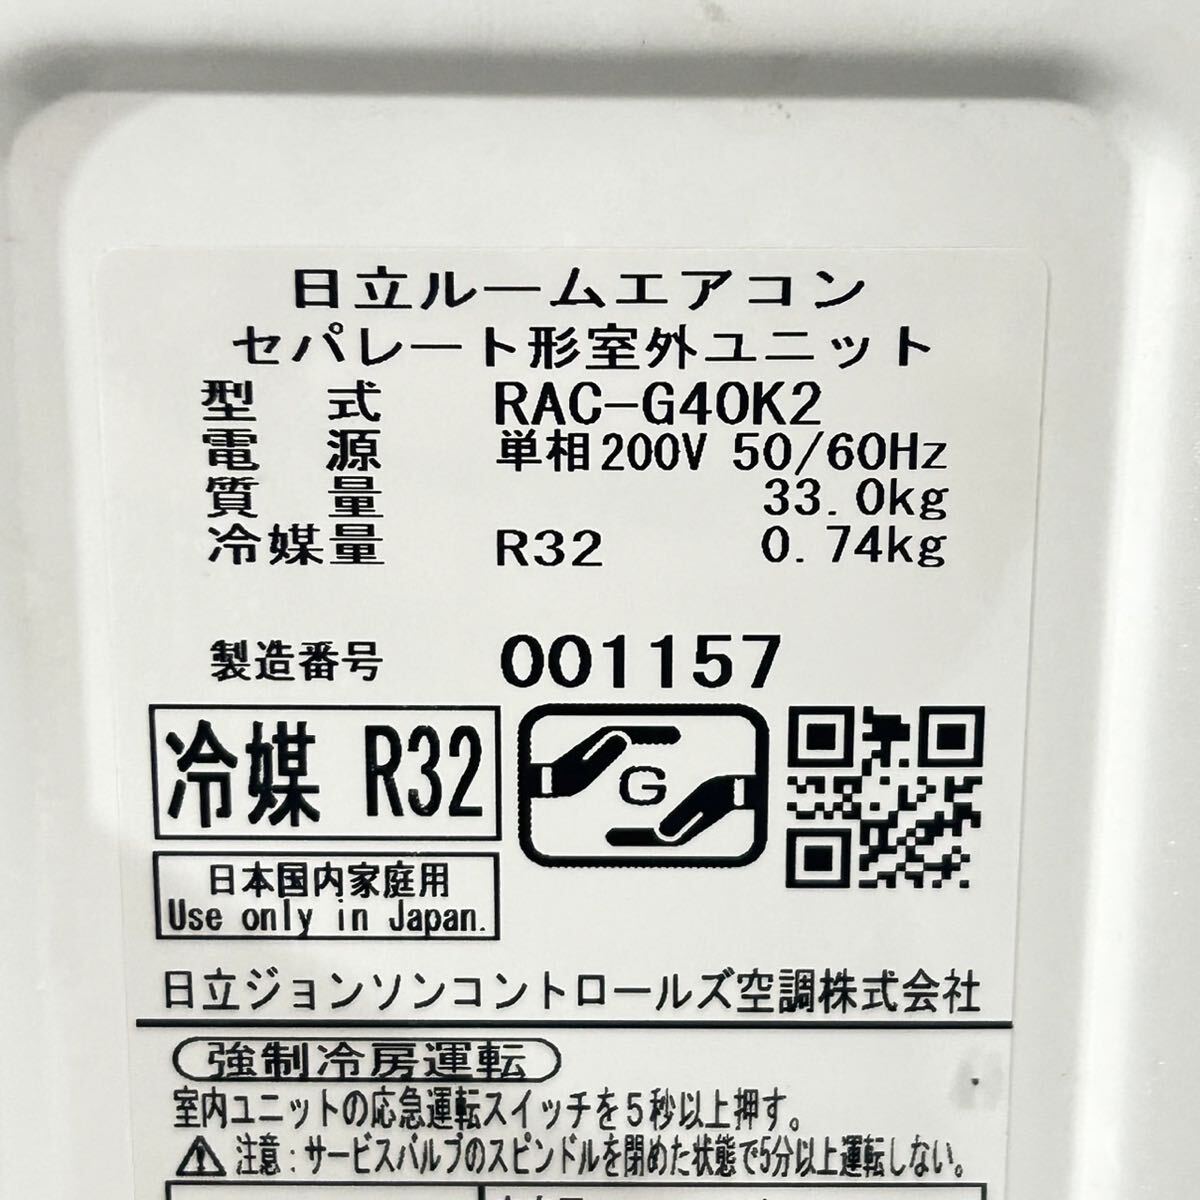 日立ルームエアコン
セパレート形室外ユニット
型式 RAC-G40K2
電源 単相200V 50/60Hz
質量 33.0kg
冷媒量 R32 0.74kg
製造番号 001157
冷媒 R32
G
日本国内家庭用
Use only in Japan.
日立ジョンソンコントロールズ空調株式会社
強制冷房運転
室内ユニットの応急運転スイッチを5秒以上押す。
注意:サービスバルブのスピンドルを閉めた状態で5分以上運転しない。